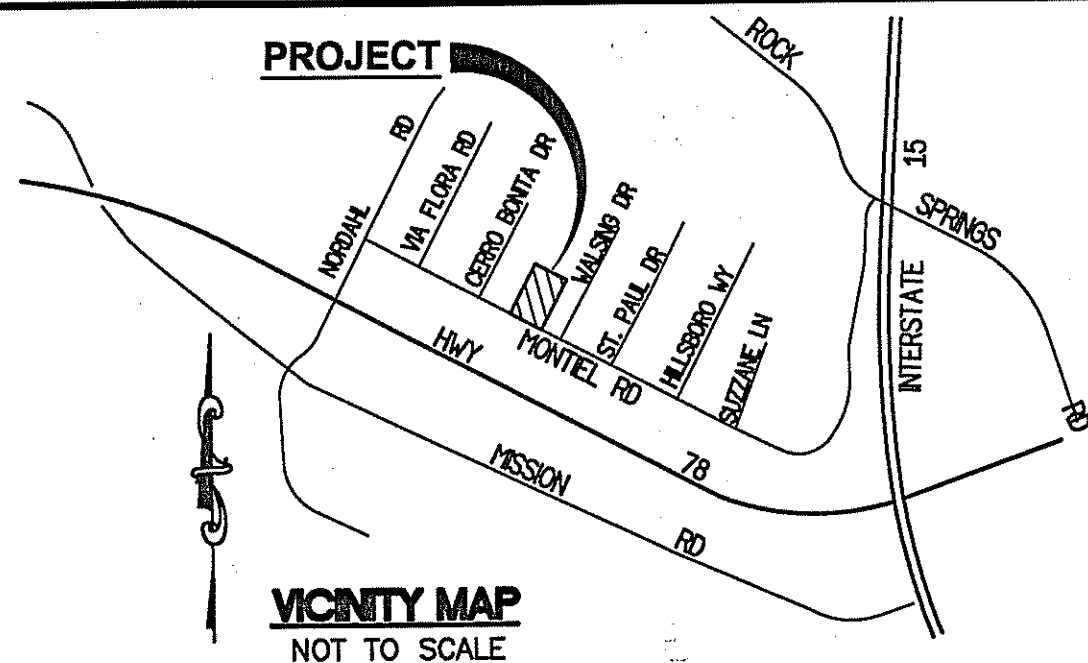 PROJECT
NORDAHL RD
VIA FLORA RD
CERRO BONITA DR
WALSING DR
ST. PAUL DR
HILLSBORO WY
SUZZANE LN
MONTIEL RD
HWY 78
MISSION RD
ROCK SPRINGS RD
INTERSTATE 15
VICINITY MAP
NOT TO SCALE